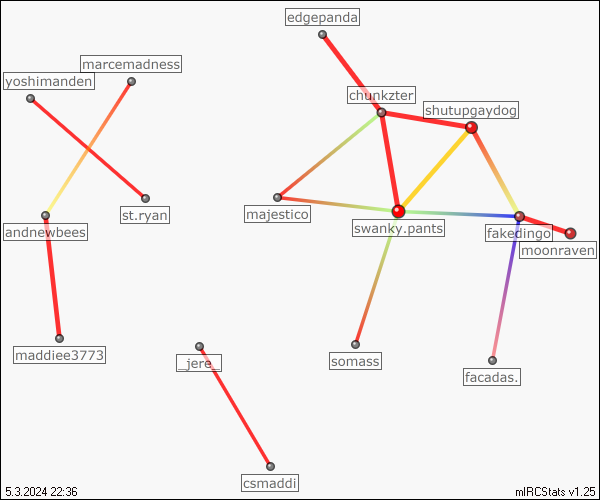 edgepanda
marcemadness
yoshimanden
chunkzter
shutupgaydog
st.ryan
majestico
swanky.pants
andnewbees
fakedingo
moonraven
maddiee3773
_jere_
somass
facadas.
csmaddi
5.3.2024 22:36
mIRCStats v1.25